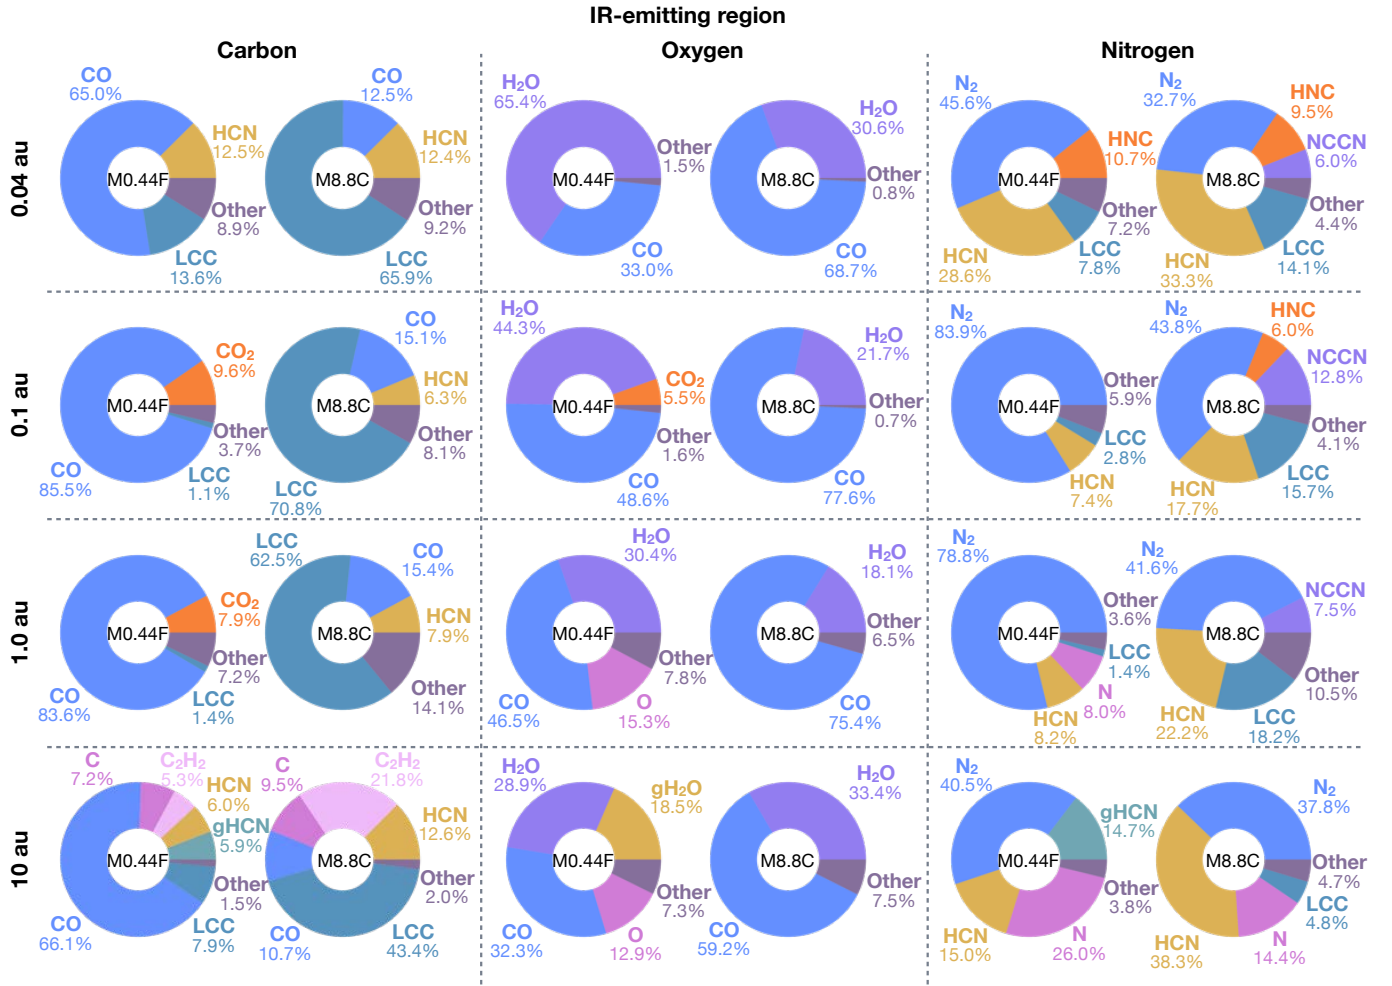 IR-emitting region
Carbon
Oxygen
Nitrogen
0.04 au
CO
65.0%
HCN
12.5%
Other
8.9%
LCC
13.6%
M0.44F
CO
12.5%
HCN
12.4%
Other
9.2%
LCC
65.9%
M8.8C
H₂O
65.4%
Other
1.5%
CO
33.0%
M0.44F
H₂O
30.6%
Other
0.8%
CO
68.7%
M8.8C
N₂
45.6%
HNC
10.7%
Other
7.2%
LCC
7.8%
HCN
28.6%
M0.44F
N₂
32.7%
HNC
9.5%
NCCN
6.0%
Other
4.4%
LCC
14.1%
HCN
33.3%
M8.8C
0.1 au
CO₂
9.6%
Other
3.7%
LCC
1.1%
CO
85.5%
M0.44F
CO
15.1%
HCN
6.3%
Other
8.1%
LCC
70.8%
M8.8C
H₂O
44.3%
CO₂
5.5%
Other
1.6%
CO
48.6%
M0.44F
H₂O
21.7%
Other
0.7%
CO
77.6%
M8.8C
N₂
83.9%
Other
5.9%
LCC
2.8%
HCN
7.4%
M0.44F
N₂
43.8%
HNC
6.0%
NCCN
12.8%
Other
4.1%
LCC
15.7%
HCN
17.7%
M8.8C
1.0 au
CO₂
7.9%
Other
7.2%
LCC
1.4%
CO
83.6%
M0.44F
LCC
62.5%
CO
15.4%
HCN
7.9%
Other
14.1%
M8.8C
H₂O
30.4%
Other
7.8%
O
15.3%
CO
46.5%
M0.44F
H₂O
18.1%
Other
6.5%
CO
75.4%
M8.8C
N₂
78.8%
Other
3.6%
LCC
1.4%
N
8.0%
HCN
8.2%
M0.44F
N₂
41.6%
NCCN
7.5%
Other
10.5%
LCC
18.2%
HCN
22.2%
M8.8C
10 au
C
7.2%
C₂H₂
5.3%
HCN
6.0%
gHCN
5.9%
Other
1.5%
LCC
7.9%
CO
66.1%
M0.44F
C
9.5%
C₂H₂
21.8%
HCN
12.6%
Other
2.0%
LCC
43.4%
CO
10.7%
M8.8C
H₂O
28.9%
gH₂O
18.5%
Other
7.3%
O
12.9%
CO
32.3%
M0.44F
H₂O
33.4%
Other
7.5%
CO
59.2%
M8.8C
N₂
40.5%
gHCN
14.7%
Other
3.8%
N
26.0%
HCN
15.0%
M0.44F
N₂
37.8%
Other
4.7%
LCC
4.8%
N
14.4%
HCN
38.3%
M8.8C